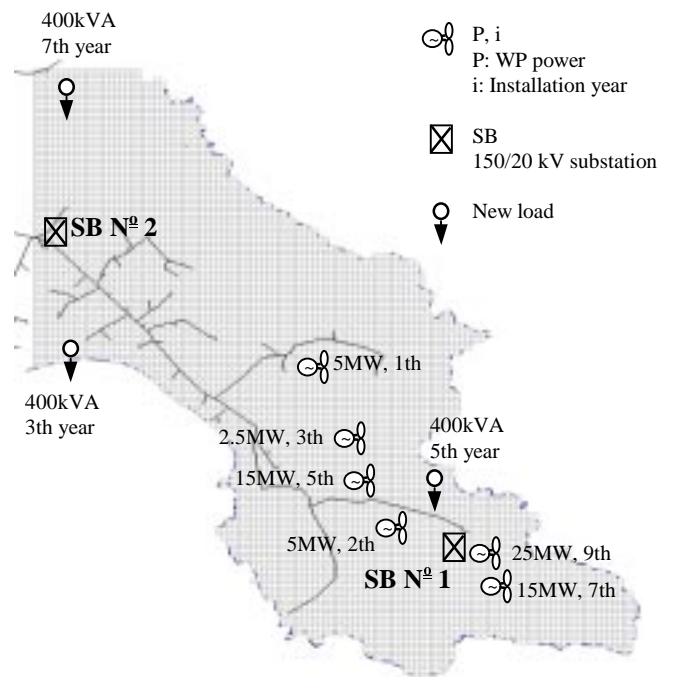 400kVA
7th year
P, i
P: WP power
i: Installation year
SB
150/20 kV substation
New load
SB Nº 2
5MW, 1th
400kVA
3th year
2.5MW, 3th
400kVA
5th year
15MW, 5th
5MW, 2th
25MW, 9th
SB Nº 1
15MW, 7th